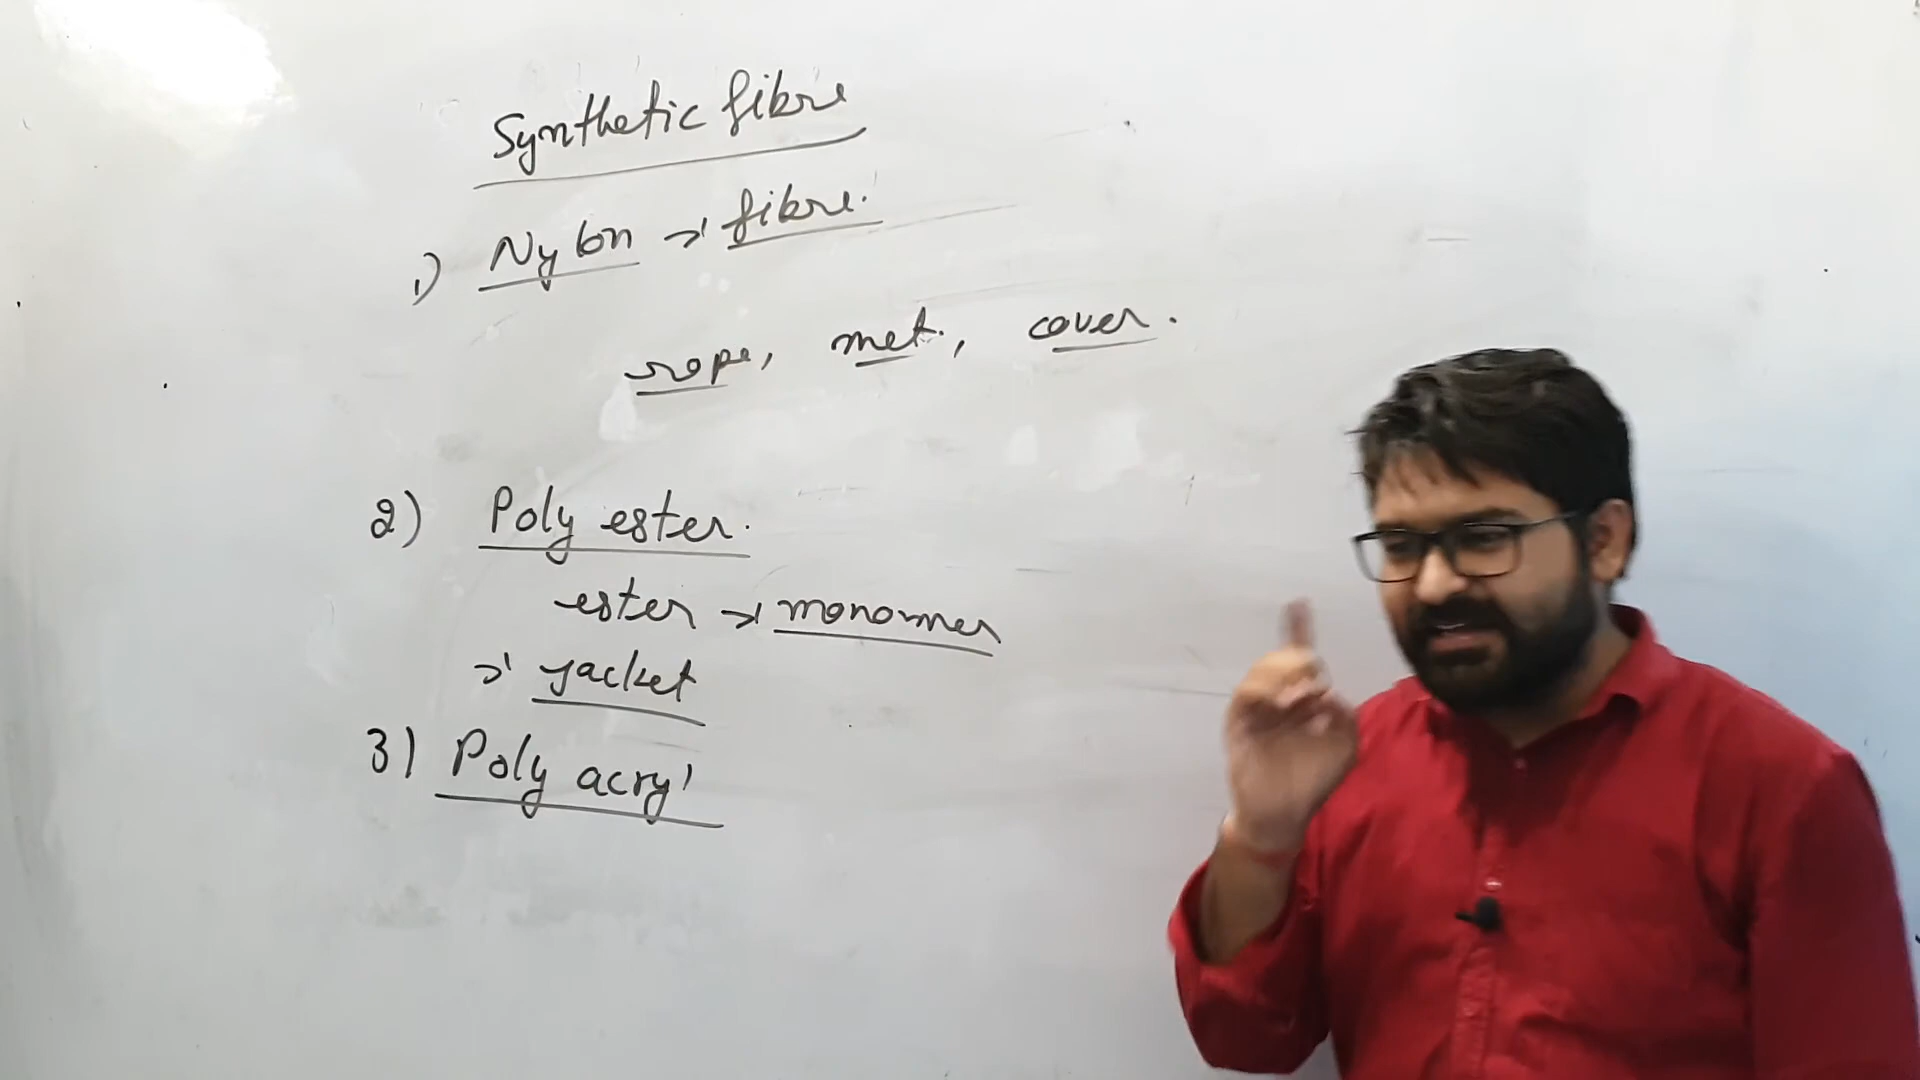 Synthetic fibre
1) Nylon → fibre.
rope, net., cover.
2) Poly ester.
ester → monomer
→ jacket
3) Poly acryl